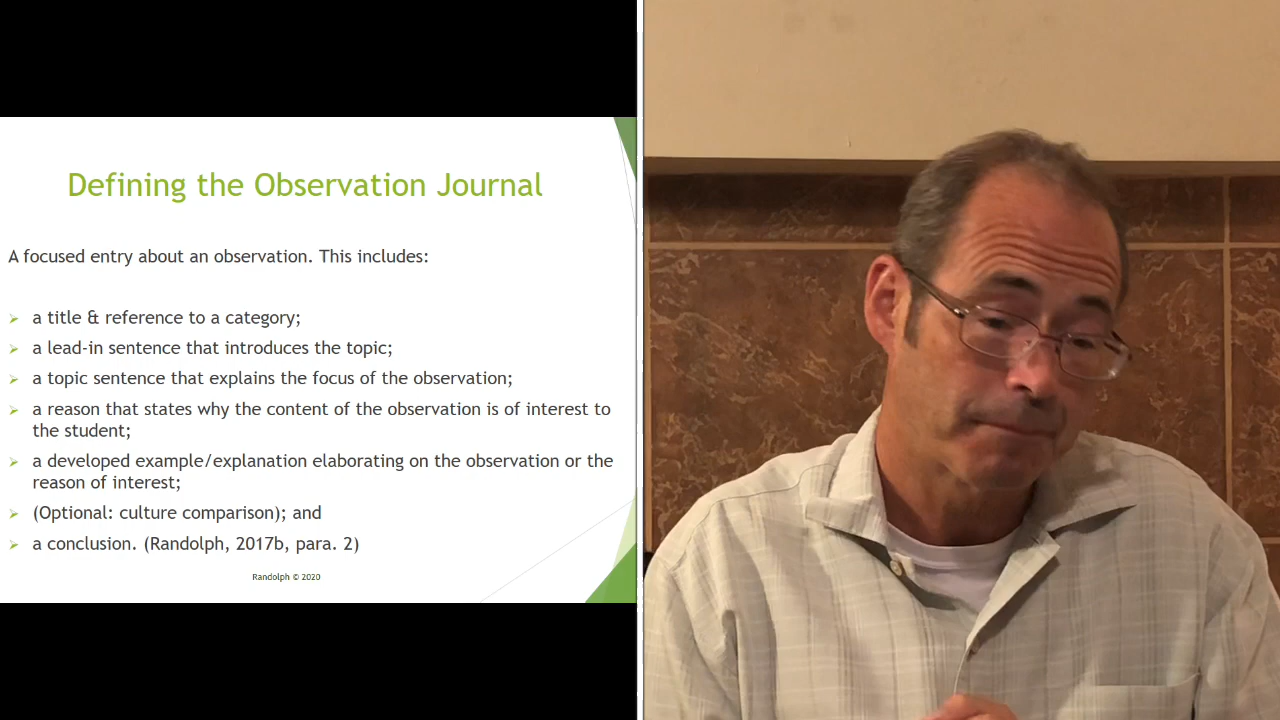 Defining the Observation Journal
A focused entry about an observation. This includes:
a title & reference to a category;
a lead-in sentence that introduces the topic;
a topic sentence that explains the focus of the observation;
a reason that states why the content of the observation is of interest to
the student;
a developed example/explanation elaborating on the observation or the
reason of interest;
(Optional: culture comparison); and
a conclusion. (Randolph, 2017b, para. 2)
Randolph © 2020